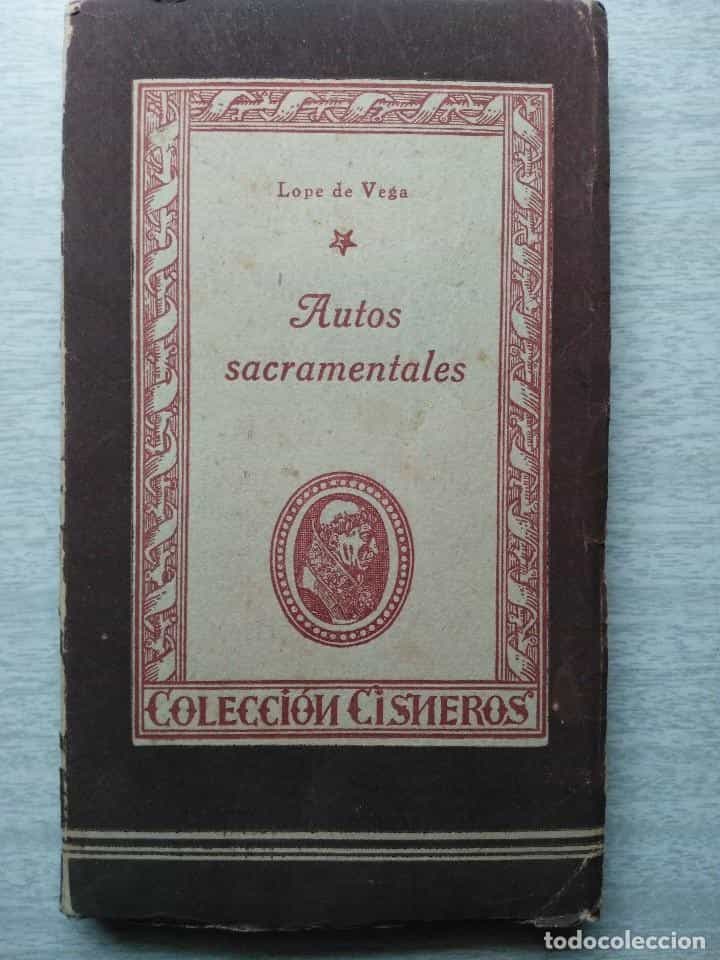 Lope de Vega
Autos
sacramentales
COLECCIÓN CISNEROS
todocoleccion